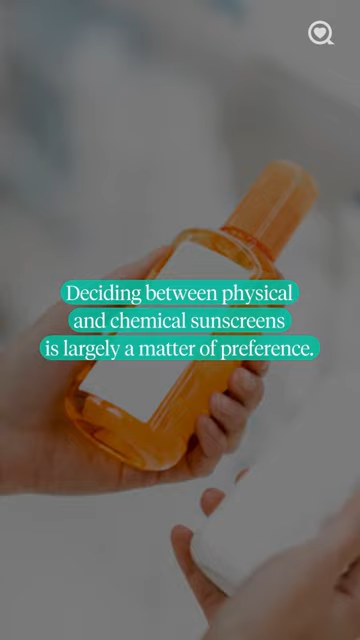 Deciding between physical
and chemical sunscreens
is largely a matter of preference.